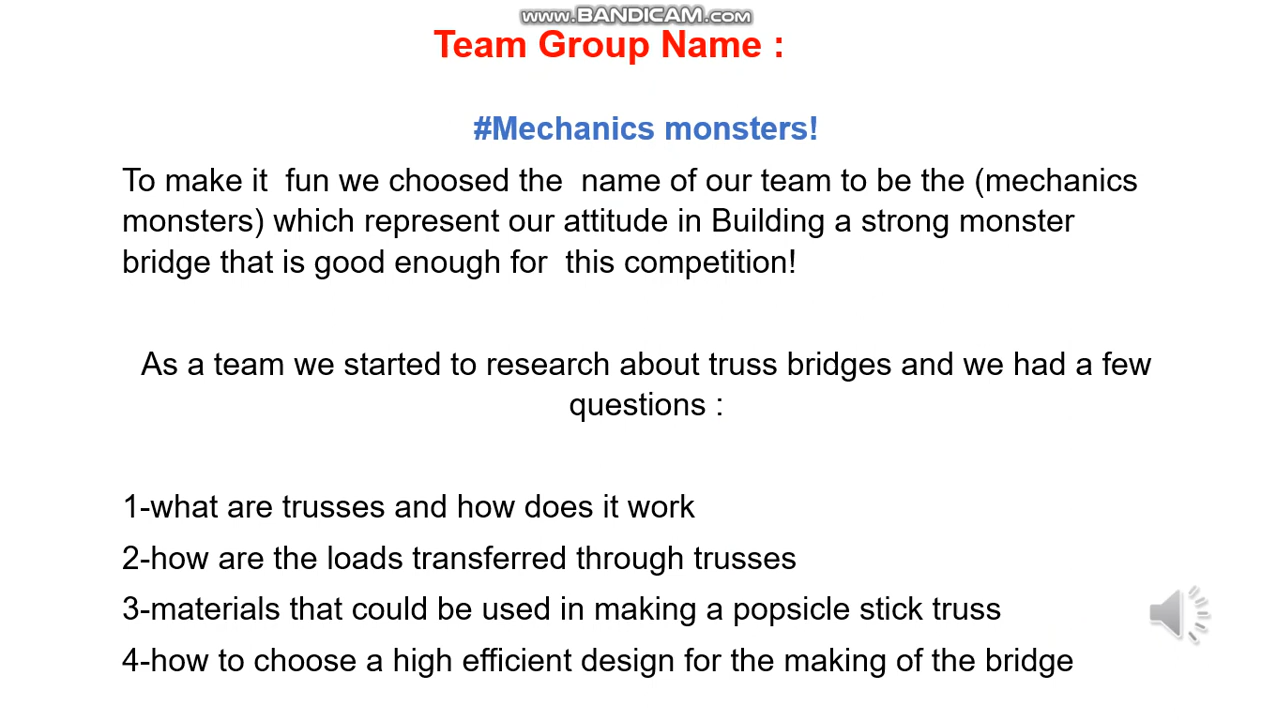 www.BANDICAM.com
Team Group Name :
#Mechanics monsters!
To make it  fun we choosed the  name of our team to be the (mechanics
monsters) which represent our attitude in Building a strong monster
bridge that is good enough for  this competition!
As a team we started to research about truss bridges and we had a few
questions :
1-what are trusses and how does it work
2-how are the loads transferred through trusses
3-materials that could be used in making a popsicle stick truss
4-how to choose a high efficient design for the making of the bridge